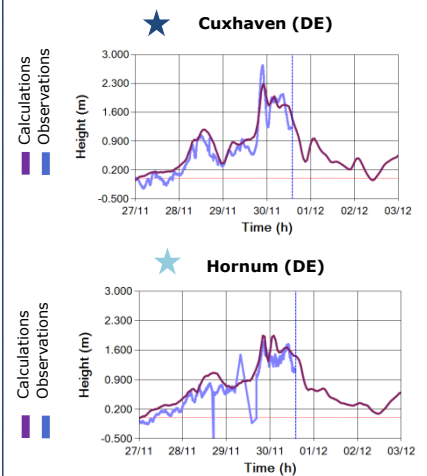 Cuxhaven (DE)
Calculations
Observations
Height (m)
3.000
2.300
1.600
0.900
0.200
-0.500
27/11 28/11 29/11 30/11 01/12 02/12 03/12
Time (h)
Hornum (DE)
Calculations
Observations
Height (m)
3.000
2.300
1.600
0.900
0.200
-0.500
27/11 28/11 29/11 30/11 01/12 02/12 03/12
Time (h)